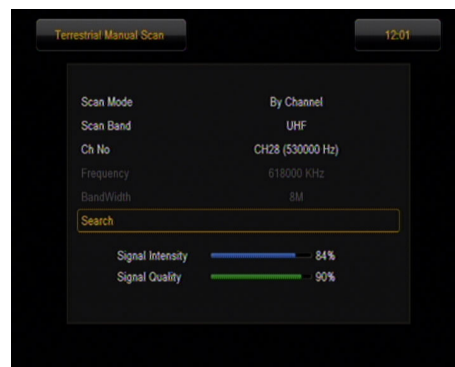 Terrestrial Manual Scan 12:01
Scan Mode By Channel
Scan Band UHF
Ch No CH28 (530000 Hz)
Frequency 618000 KHz
BandWidth 8M
Search
Signal Intensity 84%
Signal Quality 90%